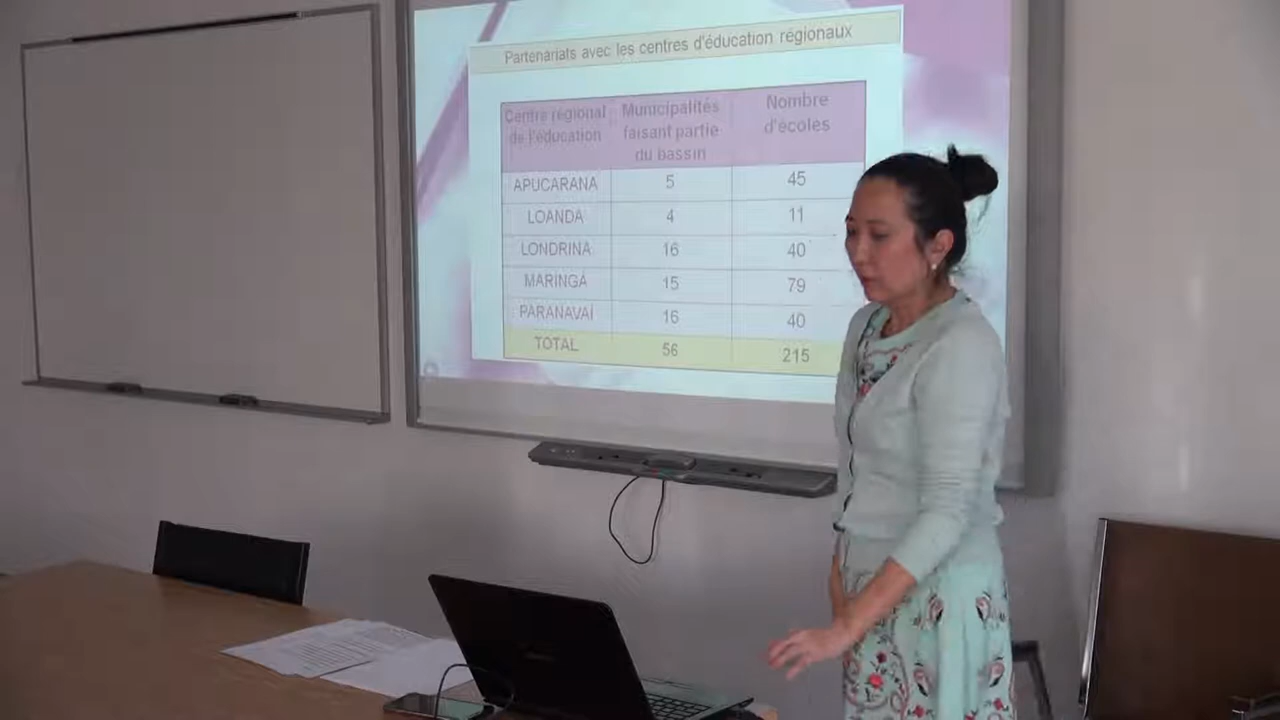 Partenariats avec les centres d'éducation régionaux
Centre régional de l'éducation Municipalités faisant partie du bassin Nombre d'écoles
APUCARANA 5 45
LOANDA 4 11
LONDRINA 16 40
MARINGÁ 15 79
PARANAVAÍ 16 40
TOTAL 56 215